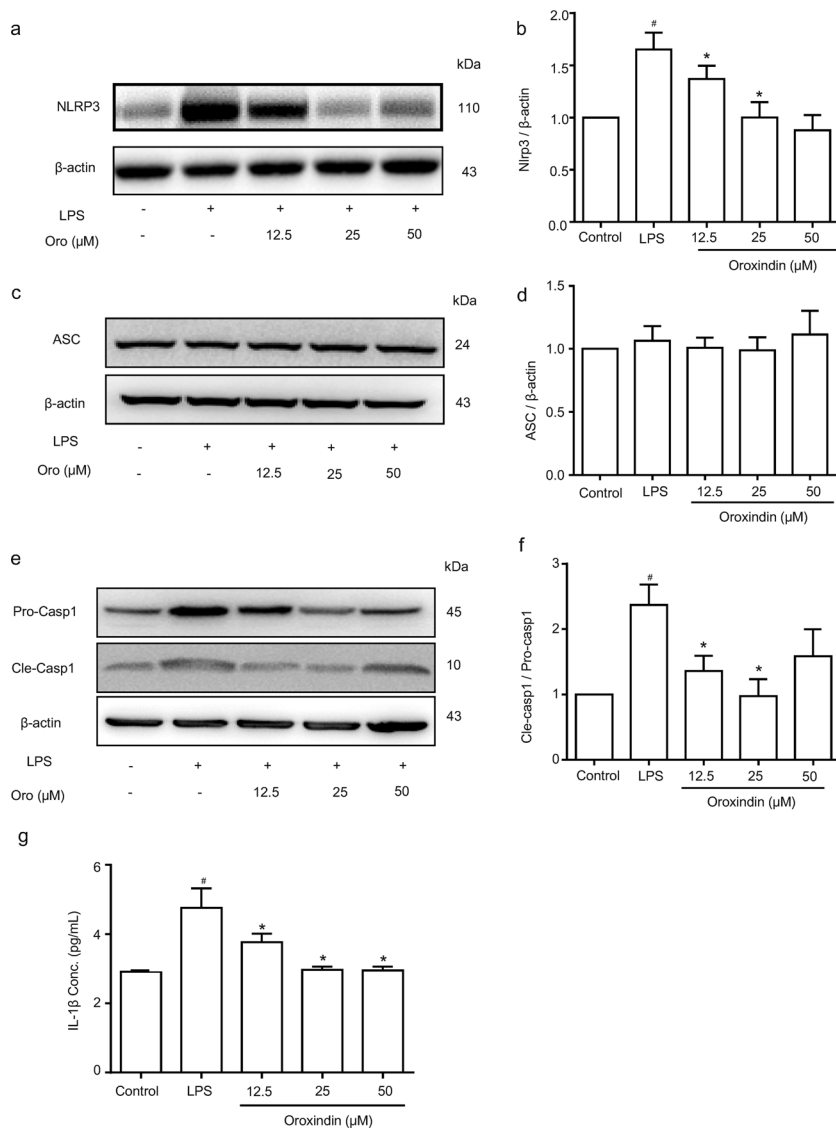 a
kDa
NLRP3
110
β-actin
43
LPS - + + + +
Oro (μM) - - 12.5 25 50
b
Nlrp3 / β-actin
2.0
1.5
1.0
0.5
0.0
#
*
*
Control LPS 12.5 25 50
Oroxindin (μM)
c
kDa
ASC
24
β-actin
43
LPS - + + + +
Oro (μM) - - 12.5 25 50
d
ASC / β-actin
1.5
1.0
0.5
0.0
Control LPS 12.5 25 50
Oroxindin (μM)
e
kDa
Pro-Casp1
45
Cle-Casp1
10
β-actin
43
LPS - + + + +
Oro (μM) - - 12.5 25 50
f
Cle-casp1 / Pro-casp1
3
2
1
0
#
*
*
Control LPS 12.5 25 50
Oroxindin (μM)
g
IL-1β Conc. (pg/mL)
6
4
2
0
#
*
*
*
Control LPS 12.5 25 50
Oroxindin (μM)